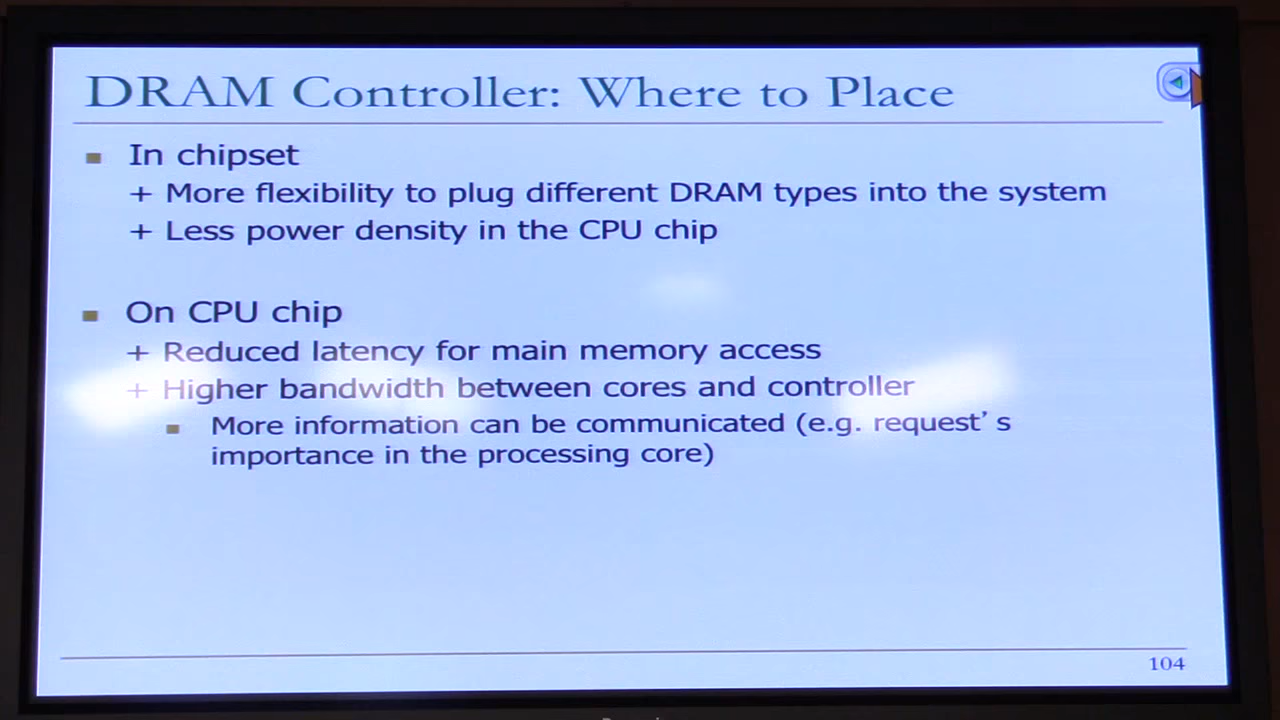 DRAM Controller: Where to Place
In chipset
+ More flexibility to plug different DRAM types into the system
+ Less power density in the CPU chip
On CPU chip
+ Reduced latency for main memory access
+ Higher bandwidth between cores and controller
More information can be communicated (e.g. request's
importance in the processing core)
104